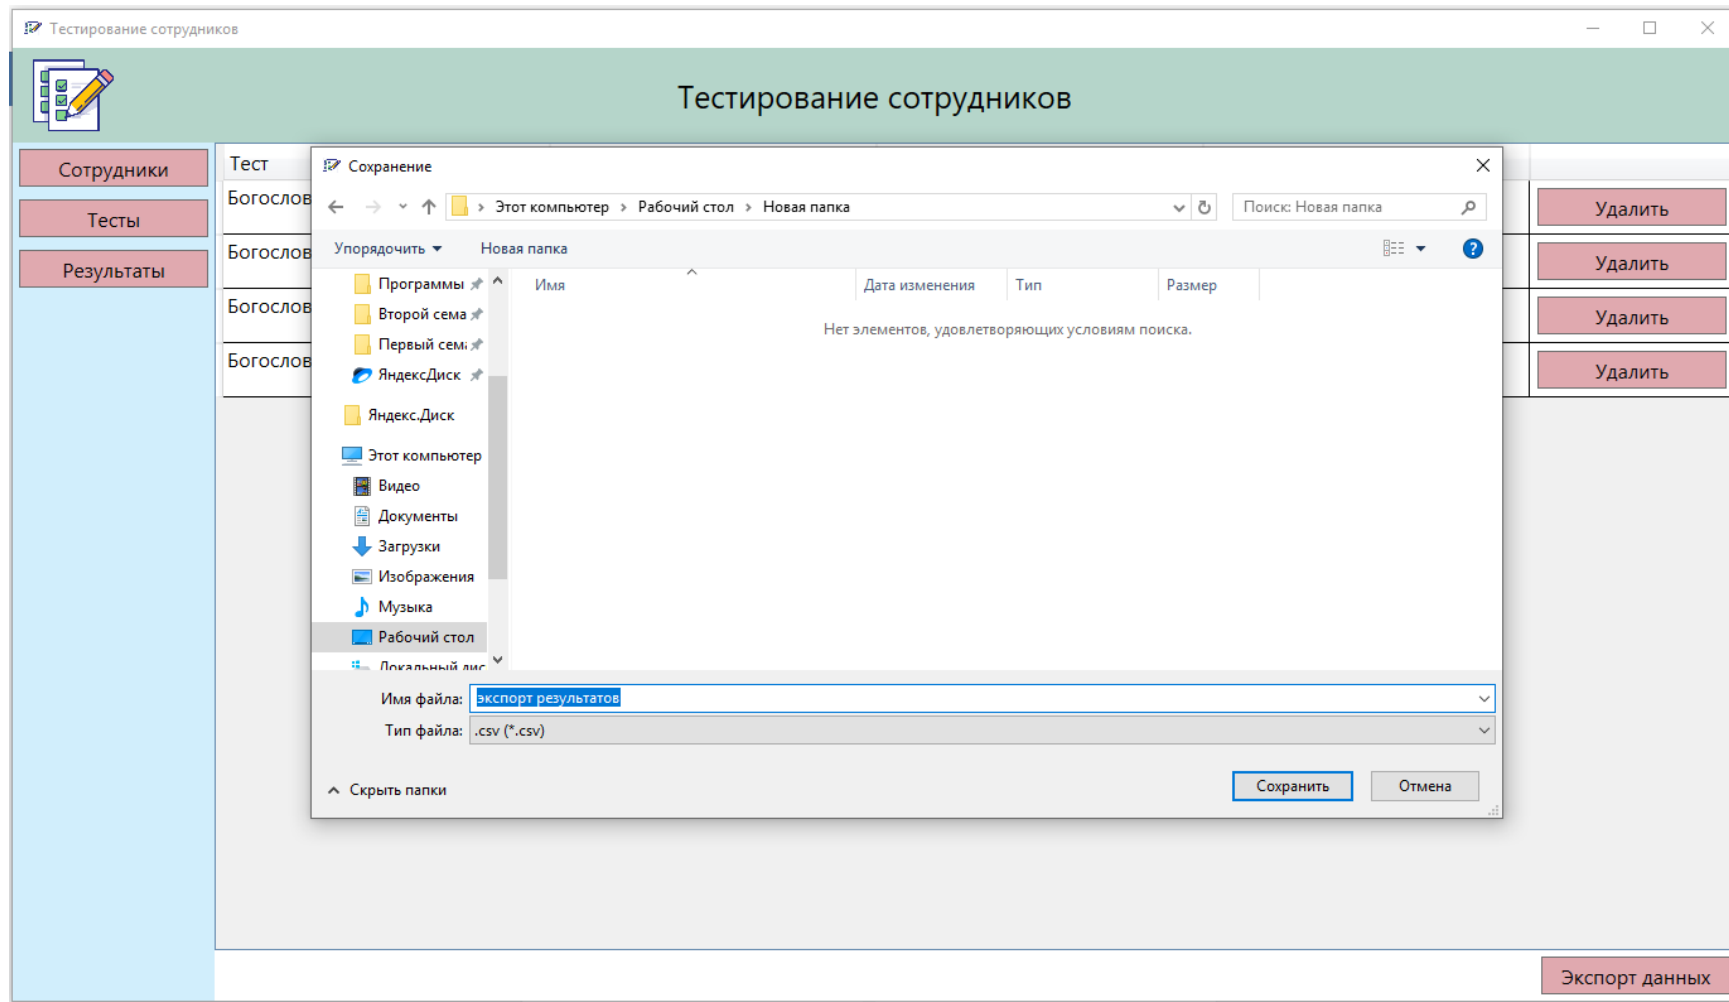 Тестирование сотрудников
Тестирование сотрудников
Сотрудники
Тесты
Результаты
Тест
Богослов
Удалить
Богослов
Удалить
Богослов
Удалить
Богослов
Удалить
Сохранение
Этот компьютер > Рабочий стол > Новая папка
Поиск: Новая папка
Упорядочить
Новая папка
?
Программы
Второй сема
Первый сем
ЯндексДиск
Яндекс.Диск
Этот компьютер
Видео
Документы
Загрузки
Изображения
Музыка
Рабочий стол
Локальный дис
Имя
Дата изменения
Тип
Размер
Нет элементов, удовлетворяющих условиям поиска.
Имя файла: экспорт результатов
Тип файла: .csv (*.csv)
Скрыть папки
Сохранить
Отмена
Экспорт данных